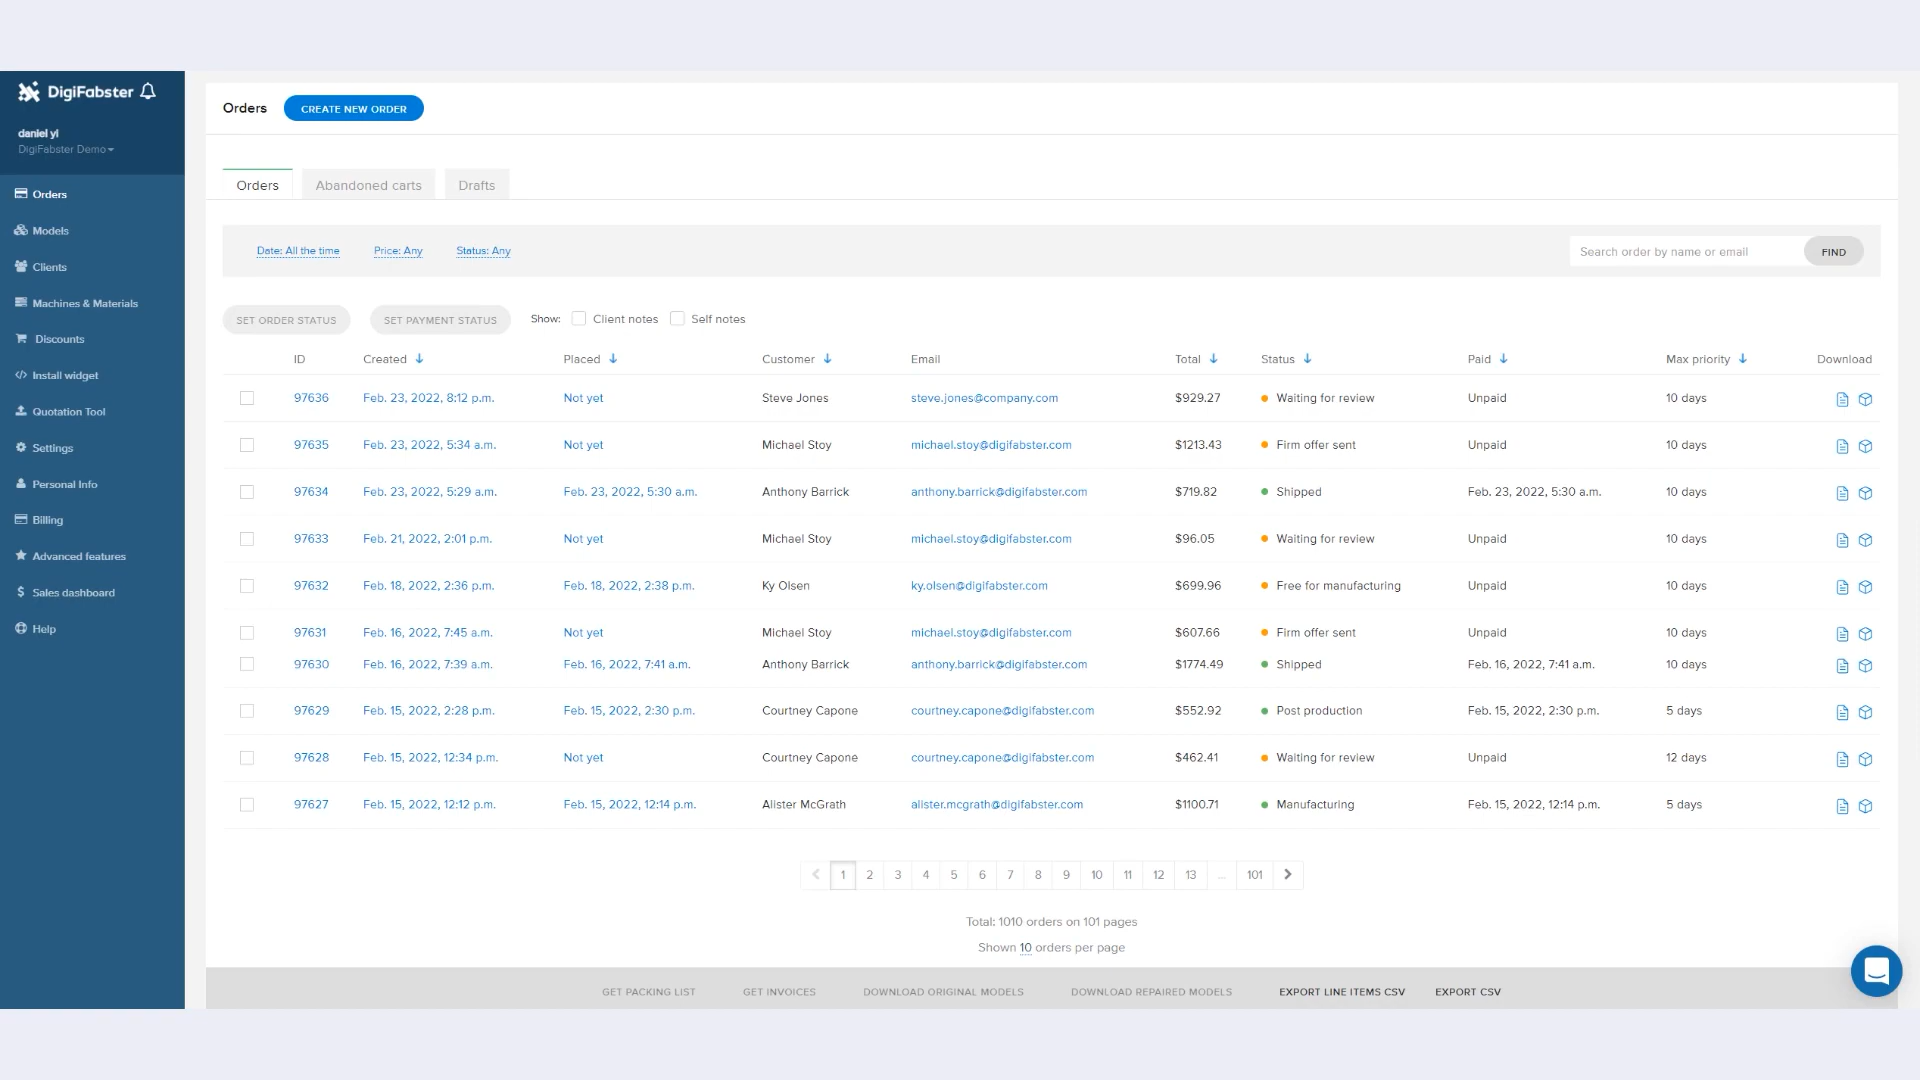 DigiFabster
daniel yi
DigiFabster Demo
Orders
Models
Clients
Machines & Materials
Discounts
Install widget
Quotation Tool
Settings
Personal Info
Billing
Advanced features
Sales dashboard
Help
Orders CREATE NEW ORDER
Orders Abandoned carts Drafts
Date: All the time Price: Any Status: Any Search order by name or email FIND
SET ORDER STATUS SET PAYMENT STATUS Show: Client notes Self notes
ID Created Placed Customer Email Total Status Paid Max priority Download
97636 Feb. 23, 2022, 8:12 p.m. Not yet Steve Jones steve.jones@company.com $929.27 Waiting for review Unpaid 10 days
97635 Feb. 23, 2022, 5:34 a.m. Not yet Michael Stoy michael.stoy@digifabster.com $1213.43 Firm offer sent Unpaid 10 days
97634 Feb. 23, 2022, 5:29 a.m. Feb. 23, 2022, 5:30 a.m. Anthony Barrick anthony.barrick@digifabster.com $719.82 Shipped Feb. 23, 2022, 5:30 a.m. 10 days
97633 Feb. 21, 2022, 2:01 p.m. Not yet Michael Stoy michael.stoy@digifabster.com $96.05 Waiting for review Unpaid 10 days
97632 Feb. 18, 2022, 2:36 p.m. Feb. 18, 2022, 2:38 p.m. Ky Olsen ky.olsen@digifabster.com $699.96 Free for manufacturing Unpaid 10 days
97631 Feb. 16, 2022, 7:45 a.m. Not yet Michael Stoy michael.stoy@digifabster.com $607.66 Firm offer sent Unpaid 10 days
97630 Feb. 16, 2022, 7:39 a.m. Feb. 16, 2022, 7:41 a.m. Anthony Barrick anthony.barrick@digifabster.com $1774.49 Shipped Feb. 16, 2022, 7:41 a.m. 10 days
97629 Feb. 15, 2022, 2:28 p.m. Feb. 15, 2022, 2:30 p.m. Courtney Capone courtney.capone@digifabster.com $552.92 Post production Feb. 15, 2022, 2:30 p.m. 5 days
97628 Feb. 15, 2022, 12:34 p.m. Not yet Courtney Capone courtney.capone@digifabster.com $462.41 Waiting for review Unpaid 12 days
97627 Feb. 15, 2022, 12:12 p.m. Feb. 15, 2022, 12:14 p.m. Alister McGrath alister.mcgrath@digifabster.com $1100.71 Manufacturing Feb. 15, 2022, 12:14 p.m. 5 days
1 2 3 4 5 6 7 8 9 10 11 12 13 ... 101
Total: 1010 orders on 101 pages
Shown 10 orders per page
GET PACKING LIST GET INVOICES DOWNLOAD ORIGINAL MODELS DOWNLOAD REPAIRED MODELS EXPORT LINE ITEMS CSV EXPORT CSV